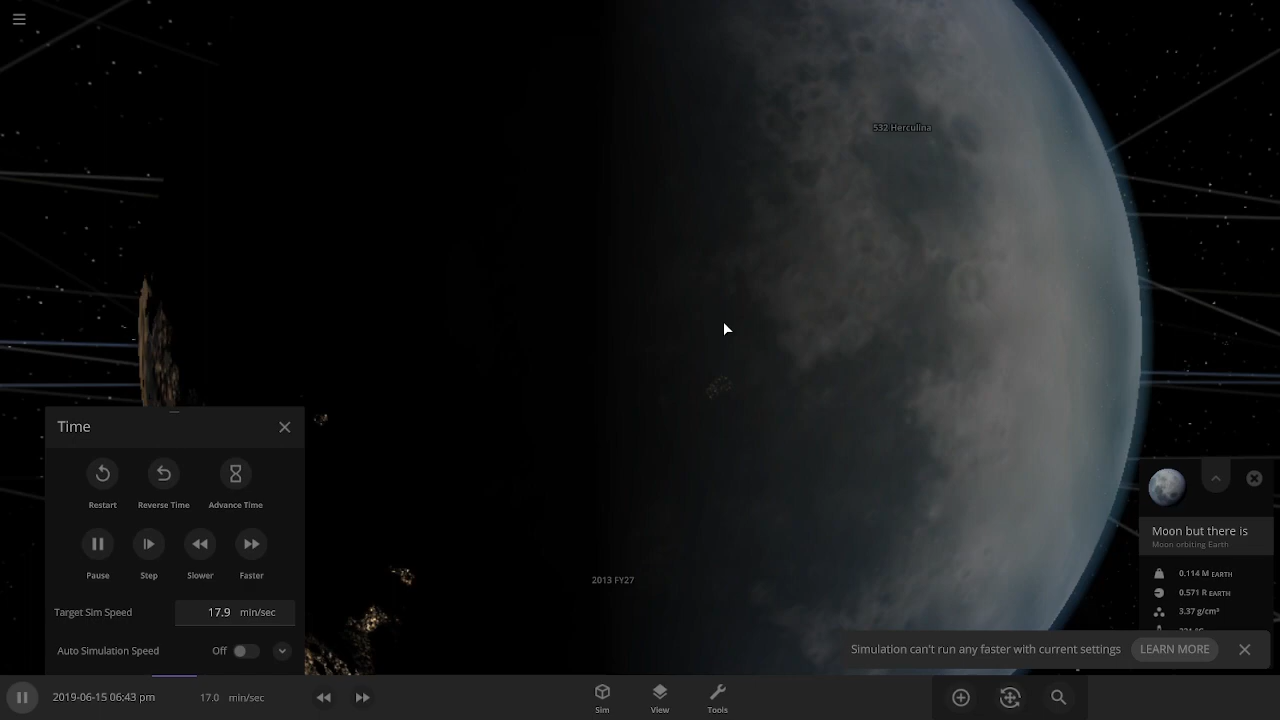 532 Herculina
Time
Restart
Reverse Time
Advance Time
Pause
Step
Slower
Faster
2013 FY27
Moon but there is
Moon orbiting Earth
0.114 M EARTH
0.571 R EARTH
3.37 g/cm³
Target Sim Speed
17.9 min/sec
Auto Simulation Speed
Off
Simulation can't run any faster with current settings
LEARN MORE
2019-06-15 06:43 pm
17.0 min/sec
Sim
View
Tools